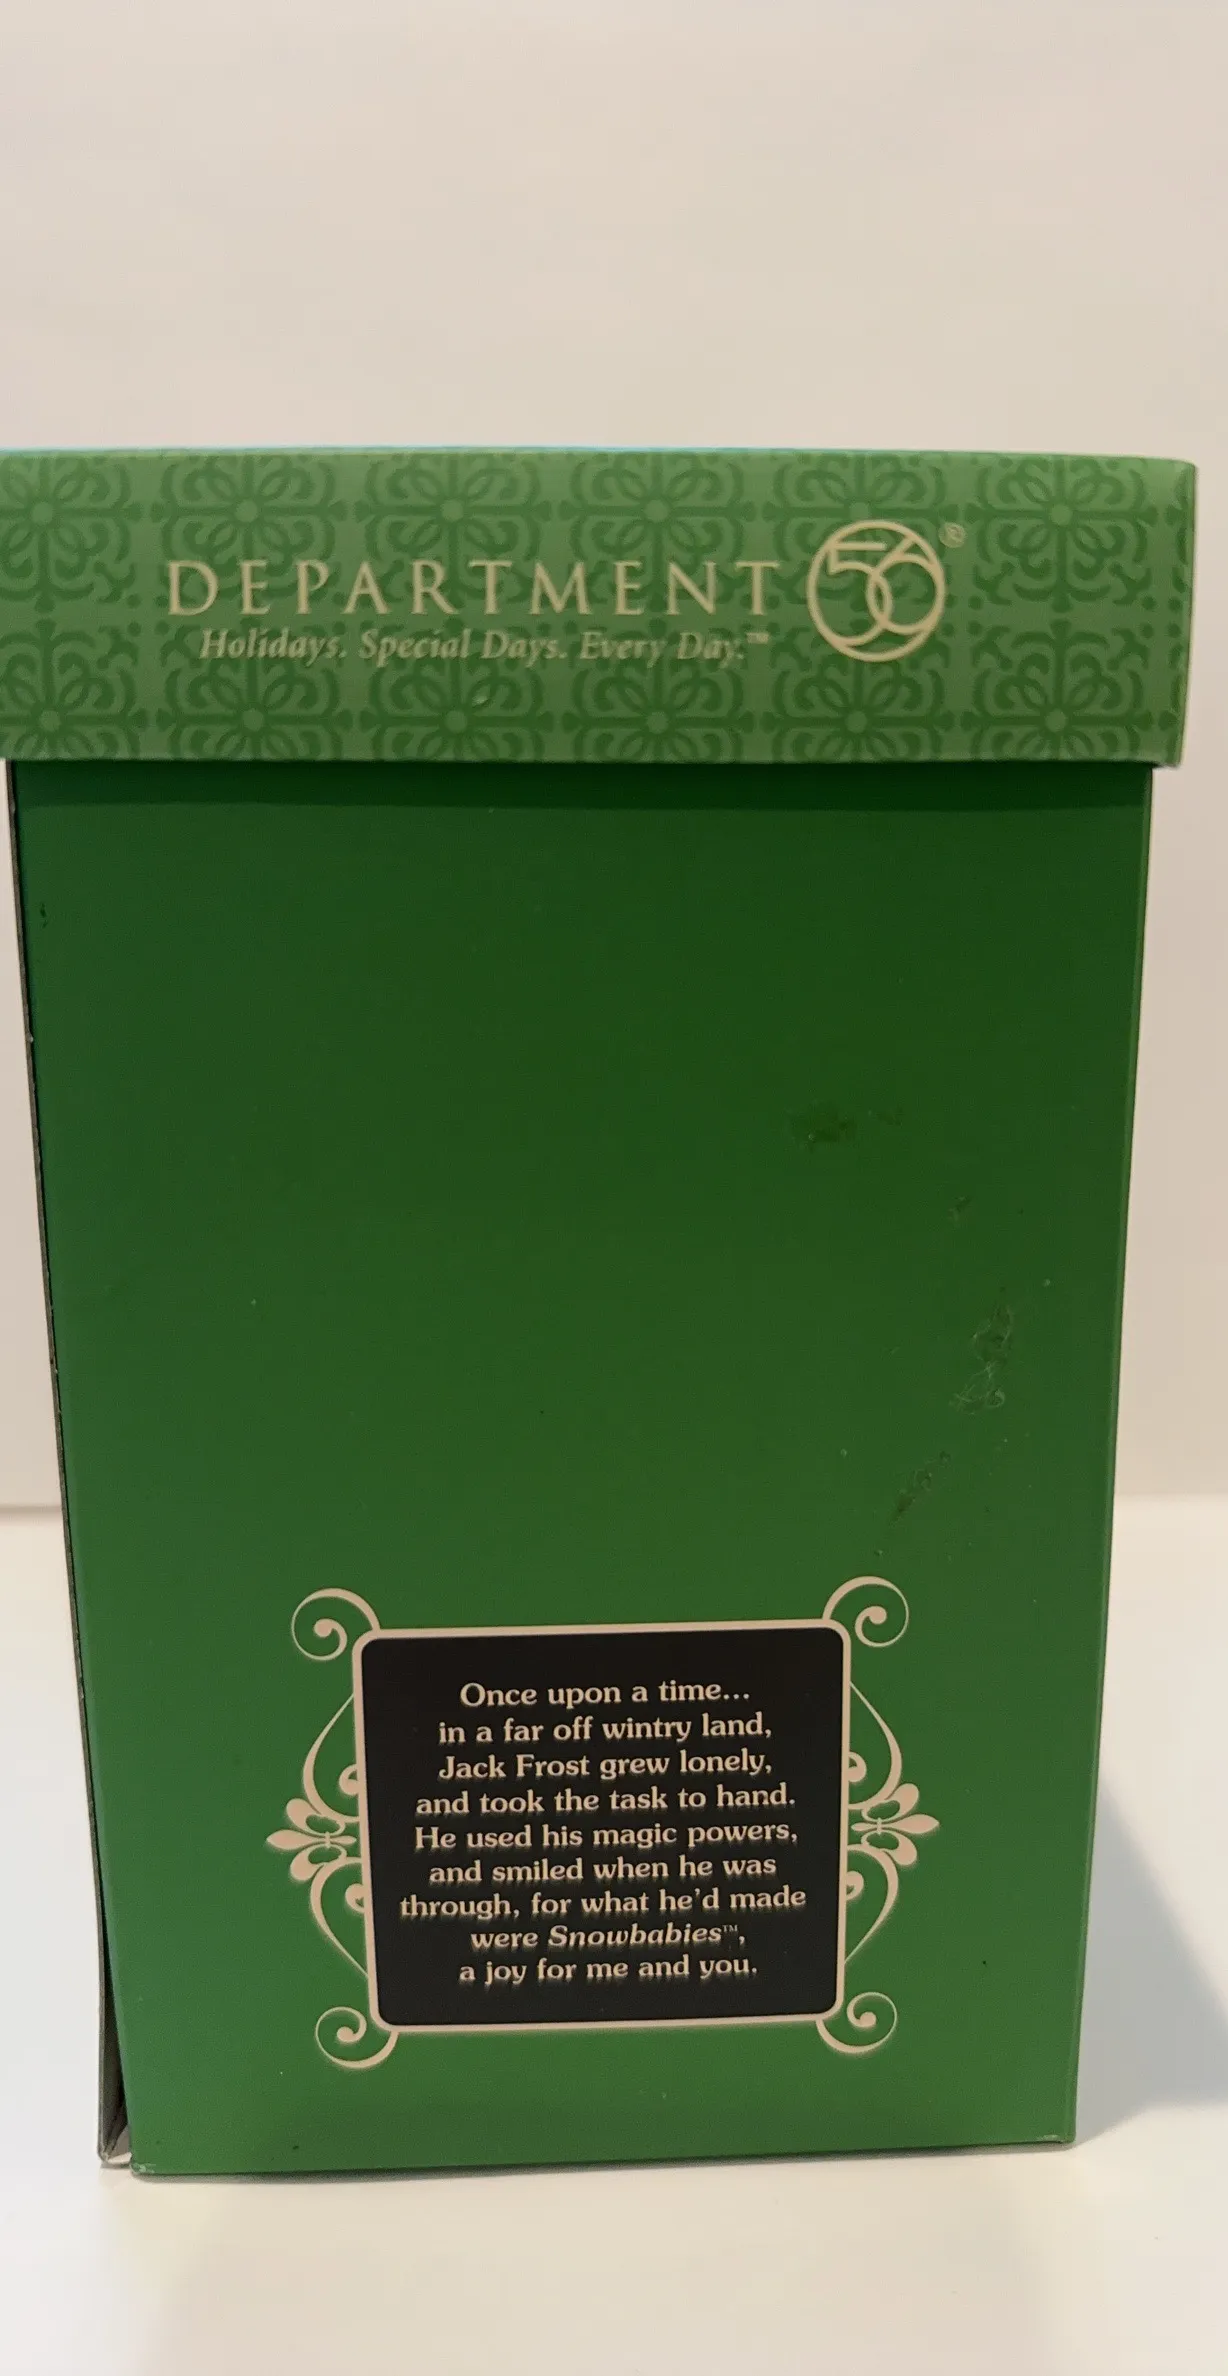 DEPARTMENT 56®
Holidays. Special Days. Every Day.™
Once upon a time...
in a far off wintry land,
Jack Frost grew lonely,
and took the task to hand.
He used his magic powers,
and smiled when he was
through, for what he'd made
were Snowbabies™,
a joy for me and you.